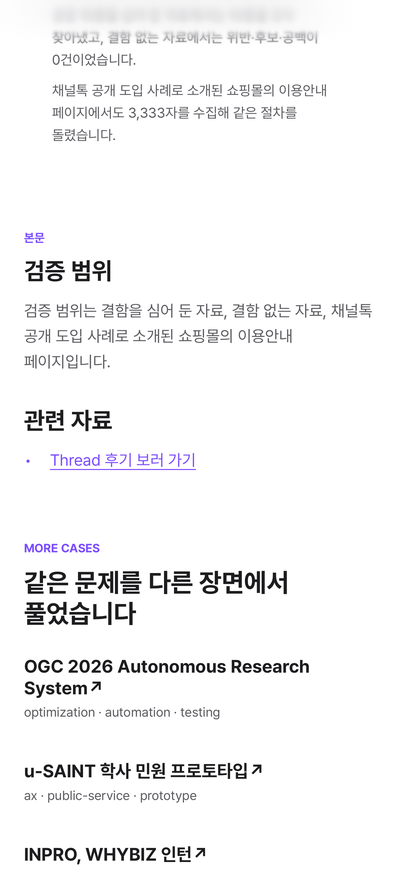 찾아냈고, 결함 없는 자료에서는 위반·후보·공백이
0건이었습니다.
채널톡 공개 도입 사례로 소개된 쇼핑몰의 이용안내
페이지에서도 3,333자를 수집해 같은 절차를
돌렸습니다.
본문
검증 범위
검증 범위는 결함을 심어 둔 자료, 결함 없는 자료, 채널톡
공개 도입 사례로 소개된 쇼핑몰의 이용안내
페이지입니다.
관련 자료
• Thread 후기 보러 가기
MORE CASES
같은 문제를 다른 장면에서
풀었습니다
OGC 2026 Autonomous Research
System↗
optimization · automation · testing
u-SAINT 학사 민원 프로토타입↗
ax · public-service · prototype
INPRO, WHYBIZ 인턴↗